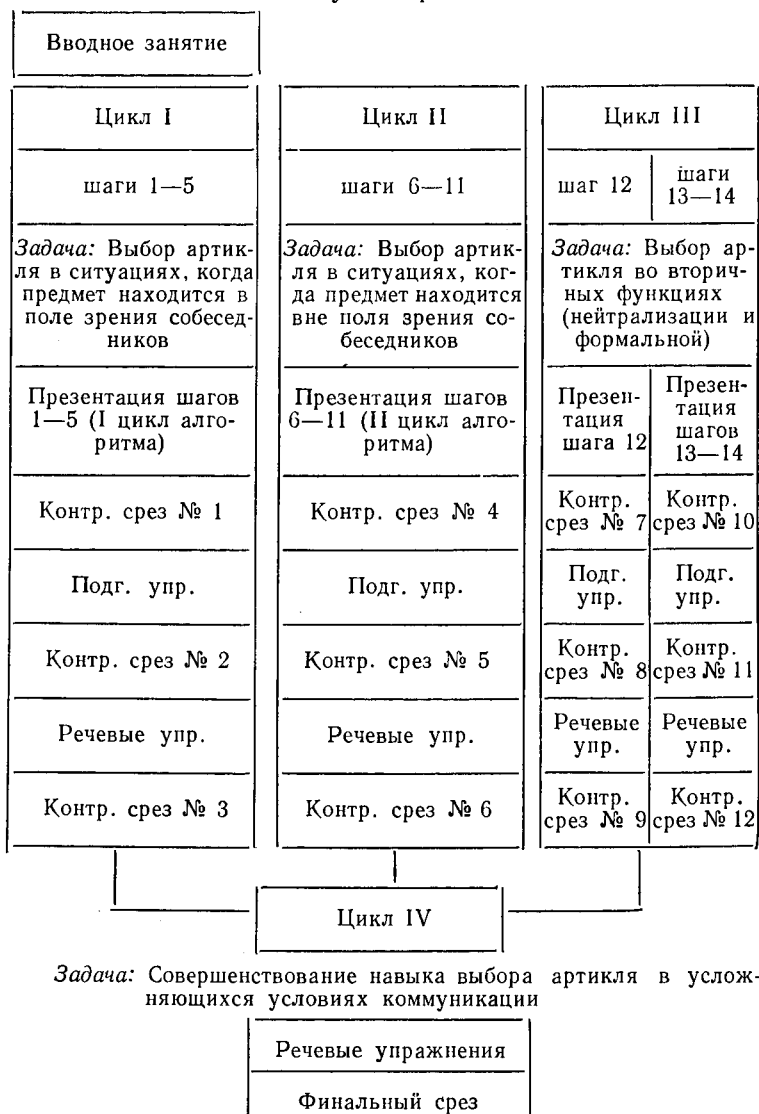 Вводное занятие
Цикл I
шаги 1—5
Задача: Выбор артик-
ля в ситуациях, когда
предмет находится в
поле зрения собесед-
ников
Презентация шагов
1—5 (I цикл алго-
ритма)
Контр. срез № 1
Подг. упр.
Контр. срез № 2
Речевые упр.
Контр. срез № 3
Цикл II
шаги 6—11
Задача: Выбор артик-
ля в ситуациях, ког-
да предмет находится
вне поля зрения со-
беседников
Презентация шагов
6—11 (II цикл алго-
ритма)
Контр. срез № 4
Подг. упр.
Контр. срез № 5
Речевые упр.
Контр. срез № 6
Цикл III
шаг 12
шаги
13—14
Задача: Выбор ар-
тикля во вторич-
ных функциях
(нейтрализации и
формальной)
Презен-
тация
шага 12
Презен-
тация
шагов
13—14
Контр.
срез № 7
Контр.
срез № 10
Подг.
упр.
Подг.
упр.
Контр.
срез № 8
Контр.
срез № 11
Речевые
упр.
Речевые
упр.
Контр.
срез № 9
Контр.
срез № 12
Цикл IV
Задача: Совершенствование навыка выбора артикля в услож-
няющихся условиях коммуникации
Речевые упражнения
Финальный срез